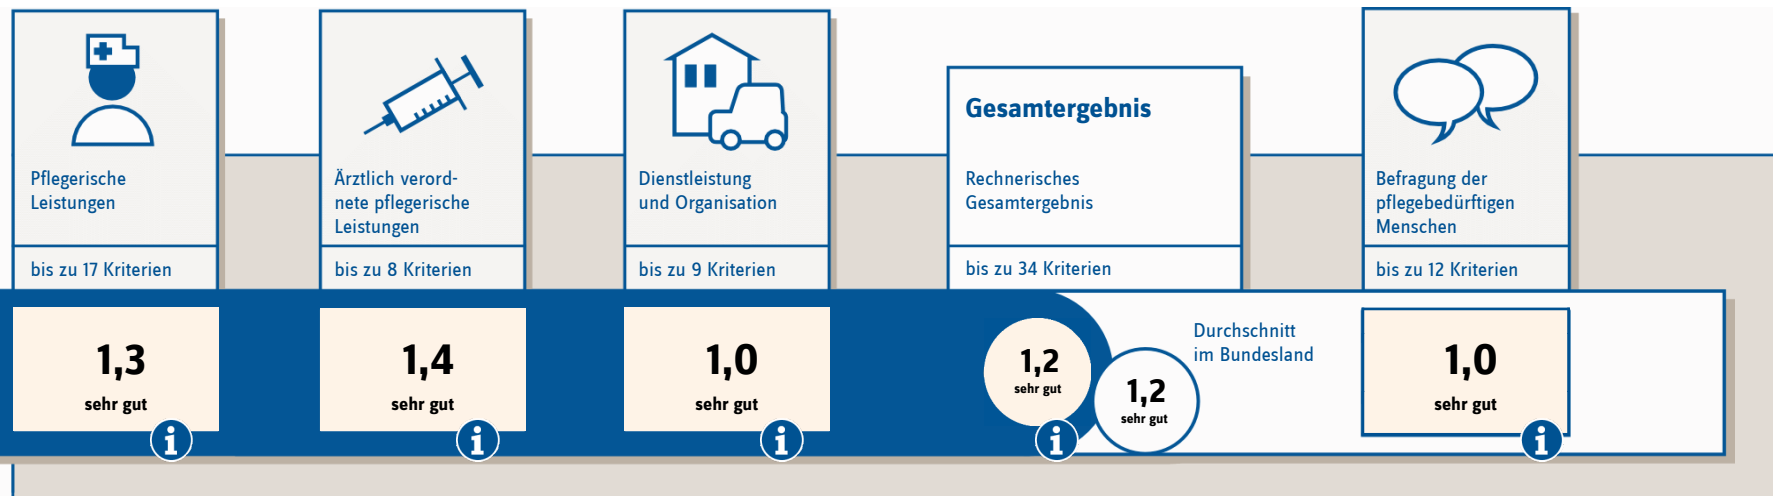 Pflegerische
Leistungen
bis zu 17 Kriterien
1,3
sehr gut
i
Ärztlich verord-
nete pflegerische
Leistungen
bis zu 8 Kriterien
1,4
sehr gut
i
Dienstleistung
und Organisation
bis zu 9 Kriterien
1,0
sehr gut
i
Gesamtergebnis
Rechnerisches
Gesamtergebnis
bis zu 34 Kriterien
1,2
sehr gut
i
1,2
sehr gut
Durchschnitt
im Bundesland
Befragung der
pflegebedürftigen
Menschen
bis zu 12 Kriterien
1,0
sehr gut
i